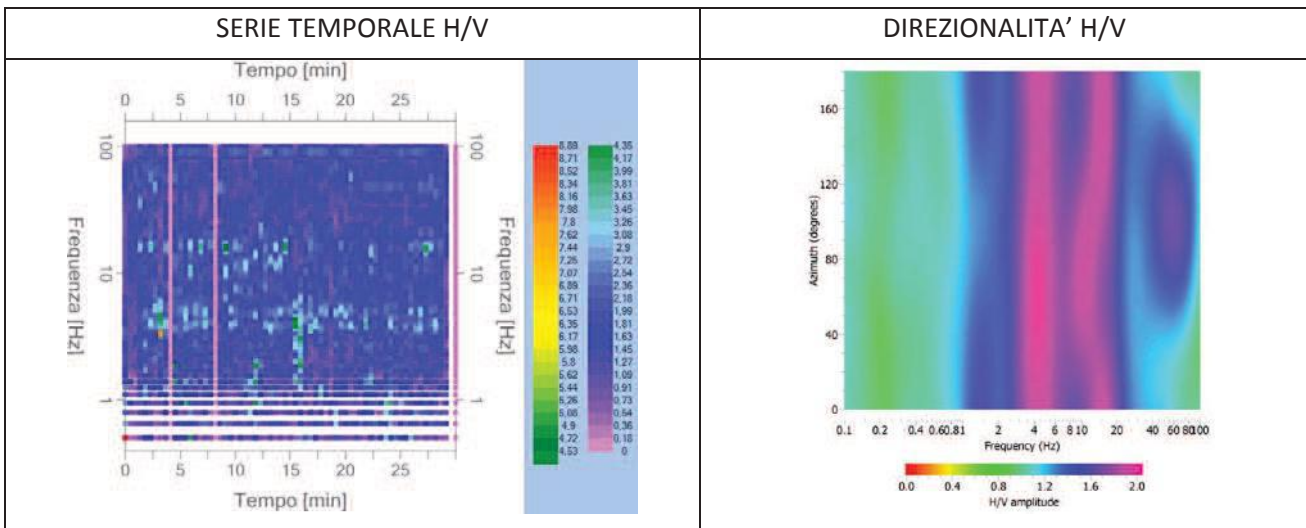 SERIE TEMPORALE H/V
Tempo [min]
0 5 10 15 20 25
100
10
1
Frequenza [Hz]
100
10
1
Frequenza [Hz]
0 5 10 15 20 25
Tempo [min]
8,88 4,35
8,71 4,17
8,52 3,99
8,34 3,81
8,16 3,63
7,98 3,45
7,8 3,26
7,62 3,08
7,44 2,9
7,25 2,72
7,07 2,54
6,89 2,36
6,71 2,18
6,53 1,99
6,35 1,81
6,17 1,63
5,98 1,45
5,8 1,27
5,62 1,09
5,44 0,91
5,26 0,73
5,08 0,54
4,9 0,36
4,72 0,18
4,53 0
DIREZIONALITA’ H/V
160
120
80
40
0
Azimuth (degrees)
0.1 0.2 0.4 0.6 0.8 1 2 4 6 8 10 20 40 60 80 100
Frequency (Hz)
0.0 0.4 0.8 1.2 1.6 2.0
H/V amplitude